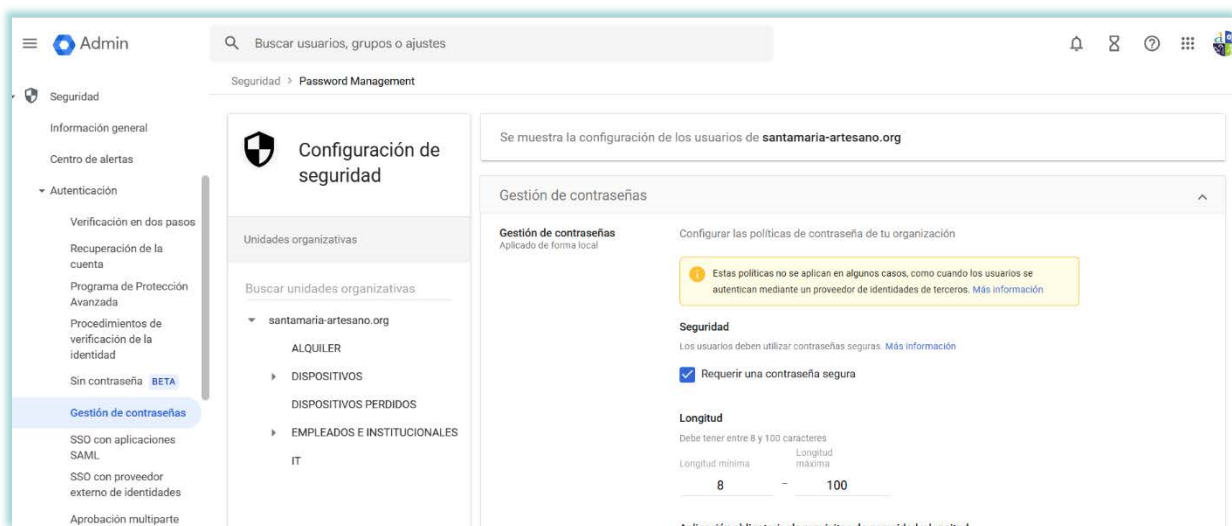 Admin
Buscar usuarios, grupos o ajustes
Seguridad > Password Management
Seguridad
Información general
Centro de alertas
Autenticación
Verificación en dos pasos
Recuperación de la
cuenta
Programa de Protección
Avanzada
Procedimientos de
verificación de la
identidad
Sin contraseña BETA
Gestión de contraseñas
SSO con aplicaciones
SAML
SSO con proveedor
externo de identidades
Aprobación multiparte
Configuración de
seguridad
Unidades organizativas
Buscar unidades organizativas
santamaria-artesano.org
ALQUILER
DISPOSITIVOS
DISPOSITIVOS PERDIDOS
EMPLEADOS E INSTITUCIONALES
IT
Se muestra la configuración de los usuarios de santamaria-artesano.org
Gestión de contraseñas
Gestión de contraseñas
Aplicado de forma local
Configurar las políticas de contraseña de tu organización
Estas políticas no se aplican en algunos casos, como cuando los usuarios se
autentican mediante un proveedor de identidades de terceros. Más información
Seguridad
Los usuarios deben utilizar contraseñas seguras. Más información
Requerir una contraseña segura
Longitud
Debe tener entre 8 y 100 caracteres
Longitud mínima
Longitud
máxima
8 – 100